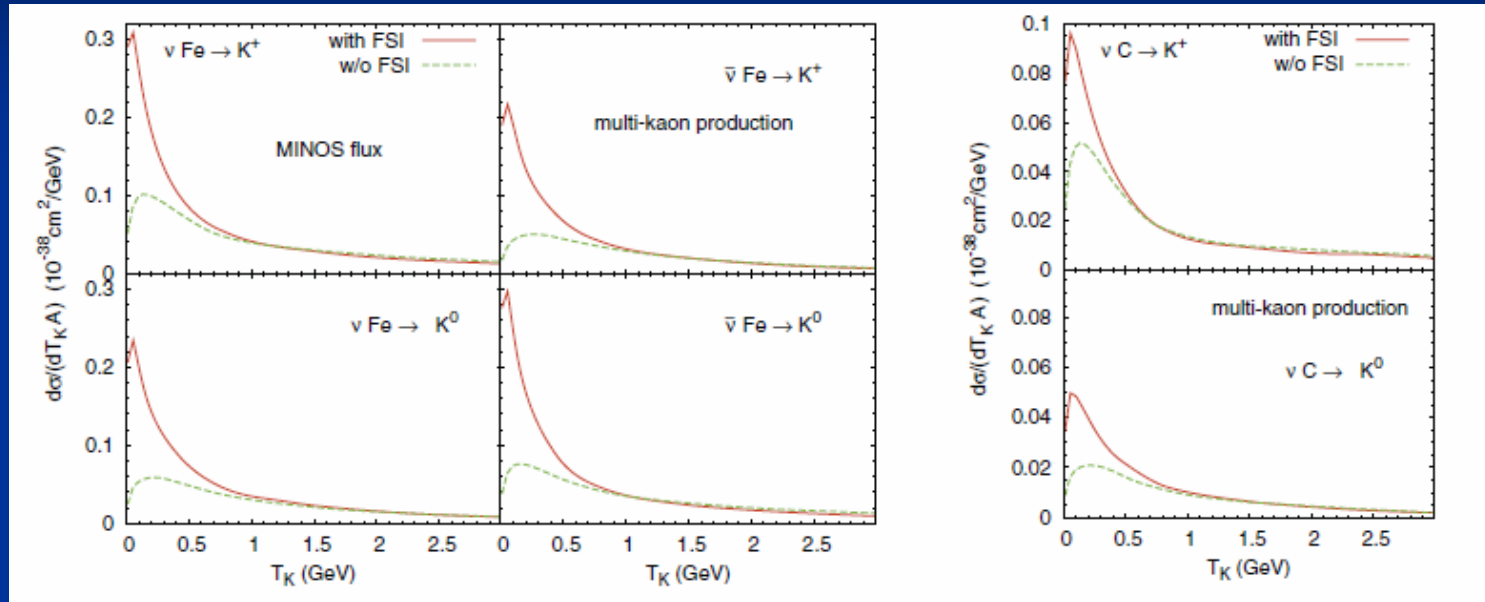 0.3
0.2
0.1
0
ν Fe → K⁺
with FSI
w/o FSI
MINOS flux
ν̄ Fe → K⁺
multi-kaon production
dσ/(dT_K A) (10⁻³⁸cm²/GeV)
0.3
0.2
0.1
0
ν Fe → K⁰
ν̄ Fe → K⁰
0 0.5 1 1.5 2 2.5 0 0.5 1 1.5 2 2.5
T_K (GeV) T_K (GeV)
0.1
0.08
0.06
0.04
0.02
0
ν C → K⁺
with FSI
w/o FSI
dσ/(dT_K A) (10⁻³⁸cm²/GeV)
0.08
0.06
0.04
0.02
0
multi-kaon production
ν C → K⁰
0 0.5 1 1.5 2 2.5
T_K (GeV)